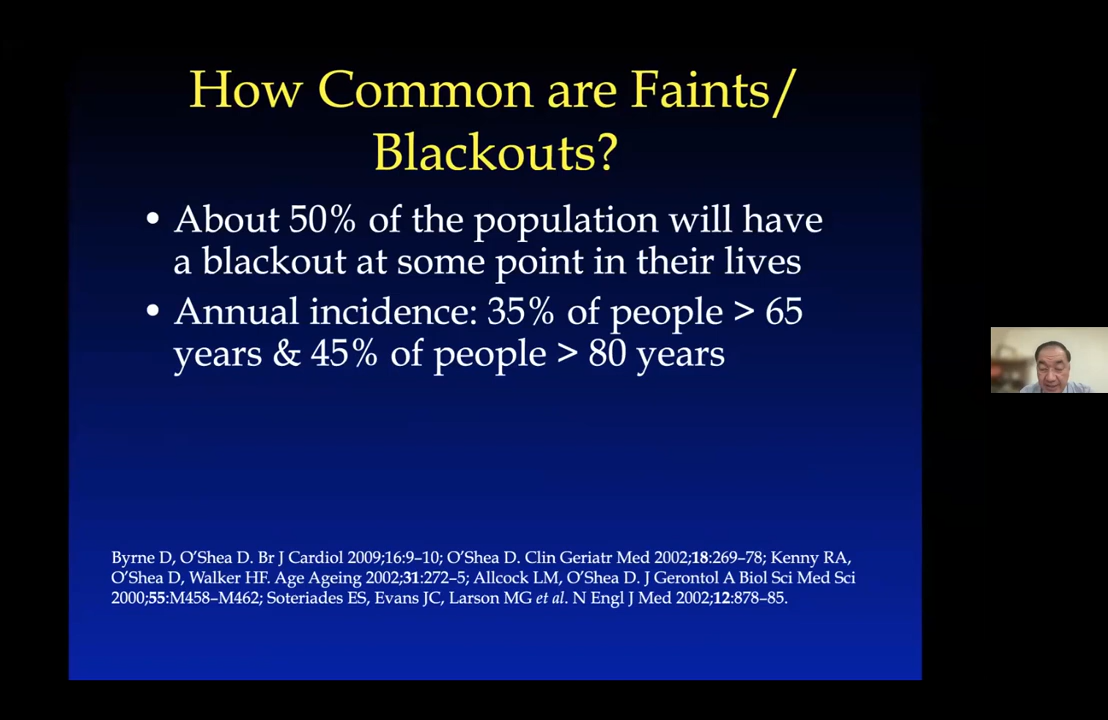 How Common are Faints/
Blackouts?
• About 50% of the population will have
a blackout at some point in their lives
• Annual incidence: 35% of people > 65
years & 45% of people > 80 years
Byrne D, O’Shea D. Br J Cardiol 2009;16:9–10; O’Shea D. Clin Geriatr Med 2002;18:269–78; Kenny RA,
O’Shea D, Walker HF. Age Ageing 2002;31:272–5; Allcock LM, O’Shea D. J Gerontol A Biol Sci Med Sci
2000;55:M458–M462; Soteriades ES, Evans JC, Larson MG et al. N Engl J Med 2002;12:878–85.